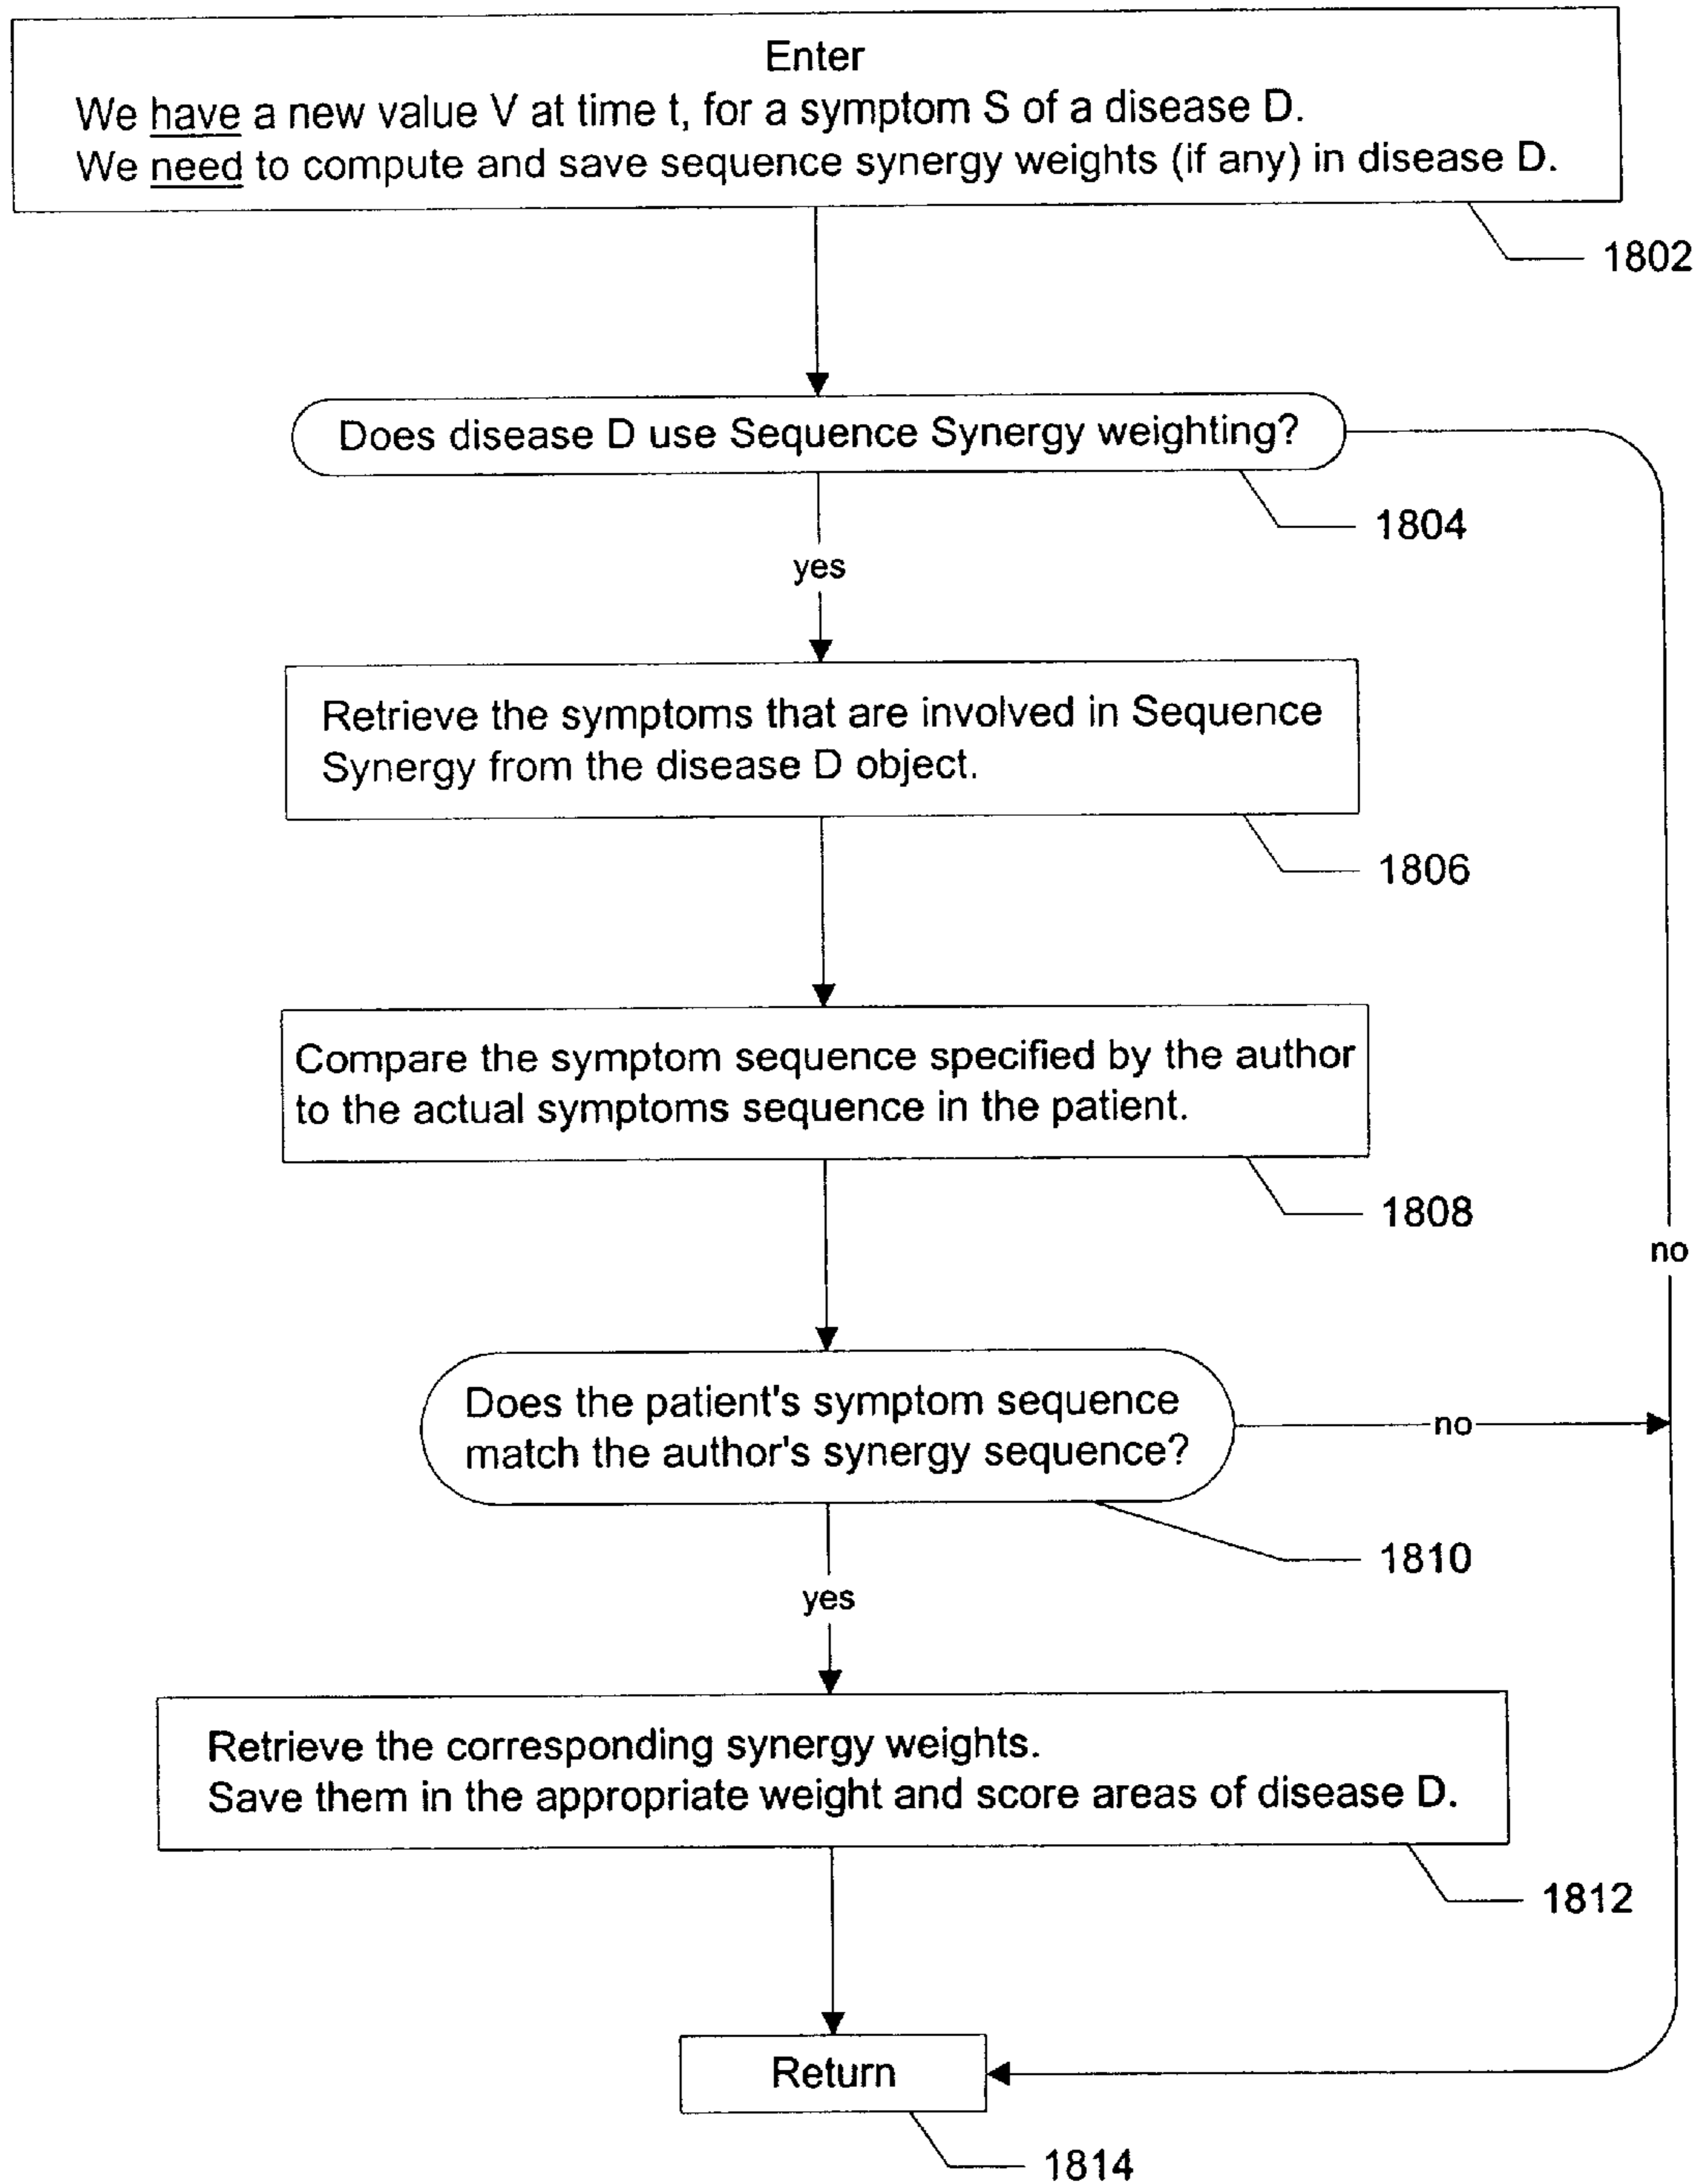 Enter
We have a new value V at time t, for a symptom S of a disease D.
We need to compute and save sequence synergy weights (if any) in disease D.
1802
Does disease D use Sequence Synergy weighting?
1804
yes
Retrieve the symptoms that are involved in Sequence
Synergy from the disease D object.
1806
Compare the symptom sequence specified by the author
to the actual symptoms sequence in the patient.
1808
no
Does the patient's symptom sequence
match the author's synergy sequence?
no
1810
yes
Retrieve the corresponding synergy weights.
Save them in the appropriate weight and score areas of disease D.
1812
Return
1814